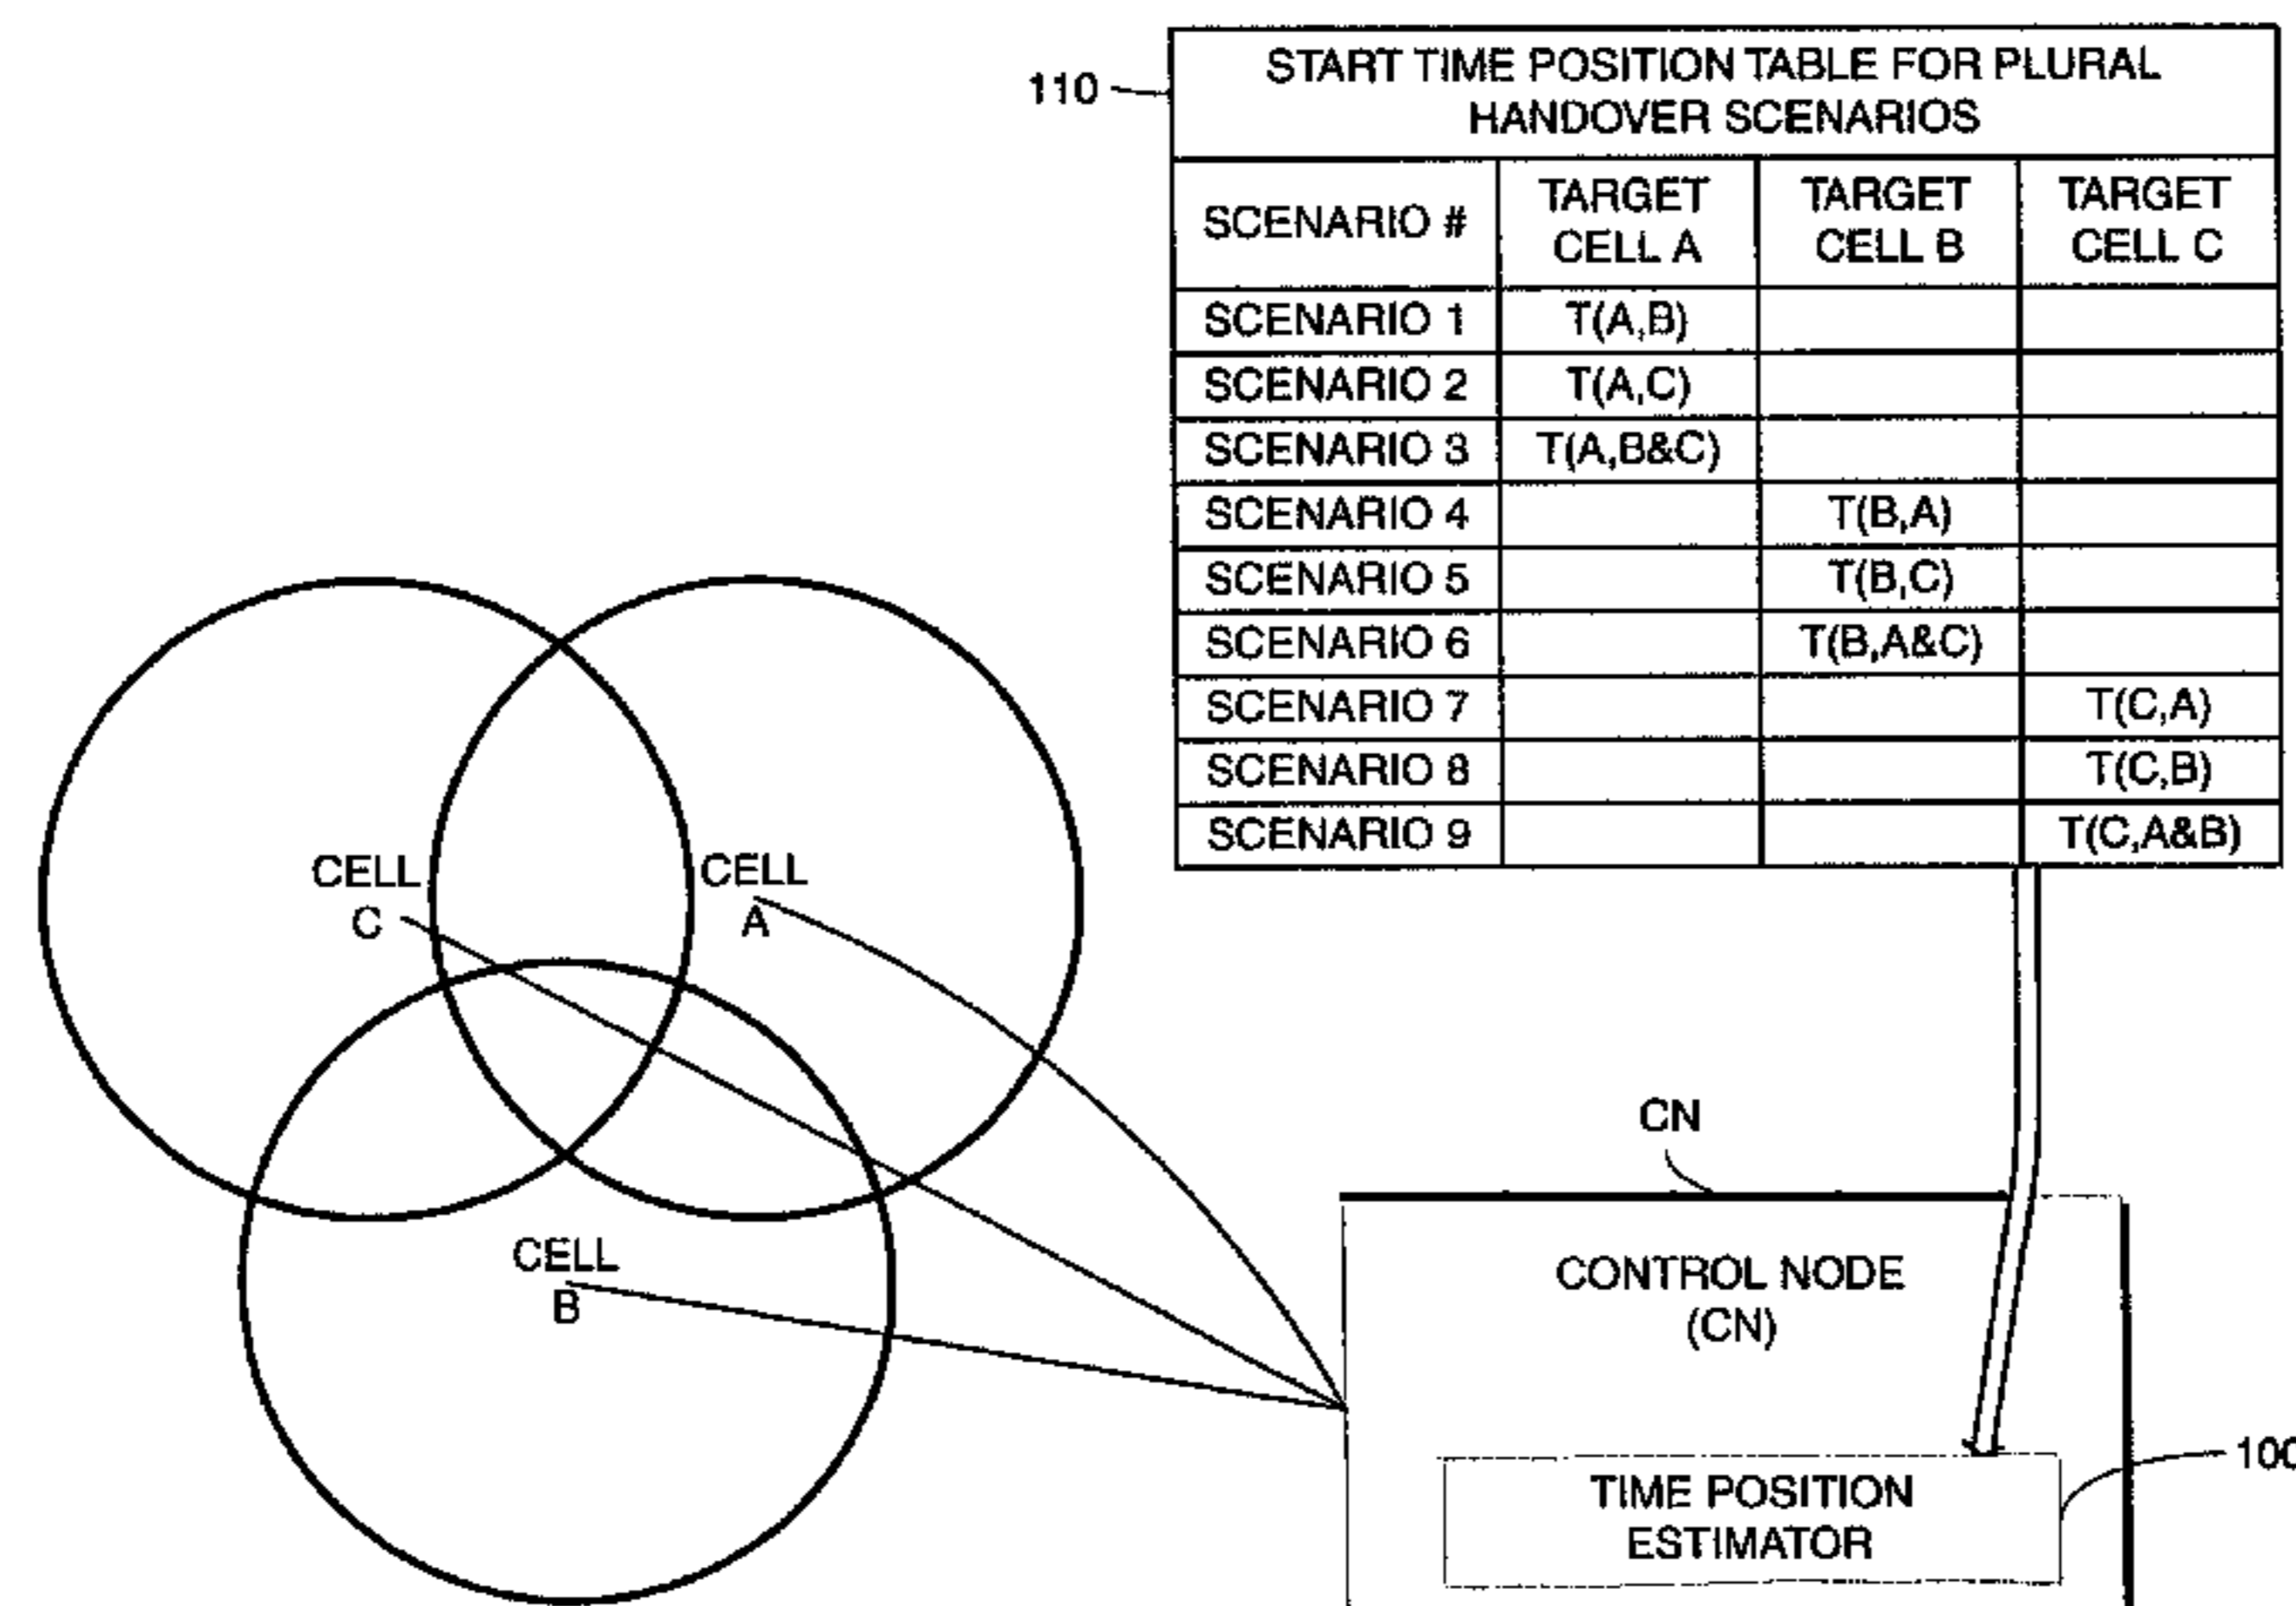 110
START TIME POSITION TABLE FOR PLURAL
HANDOVER SCENARIOS
SCENARIO #
TARGET
CELL A
TARGET
CELL B
TARGET
CELL C
SCENARIO 1 T(A,B)
SCENARIO 2 T(A,C)
SCENARIO 3 T(A,B&C)
SCENARIO 4 T(B,A)
SCENARIO 5 T(B,C)
SCENARIO 6 T(B,A&C)
SCENARIO 7 T(C,A)
SCENARIO 8 T(C,B)
SCENARIO 9 T(C,A&B)
CELL
C
CELL
A
CELL
B
CN
CONTROL NODE
(CN)
TIME POSITION
ESTIMATOR
100